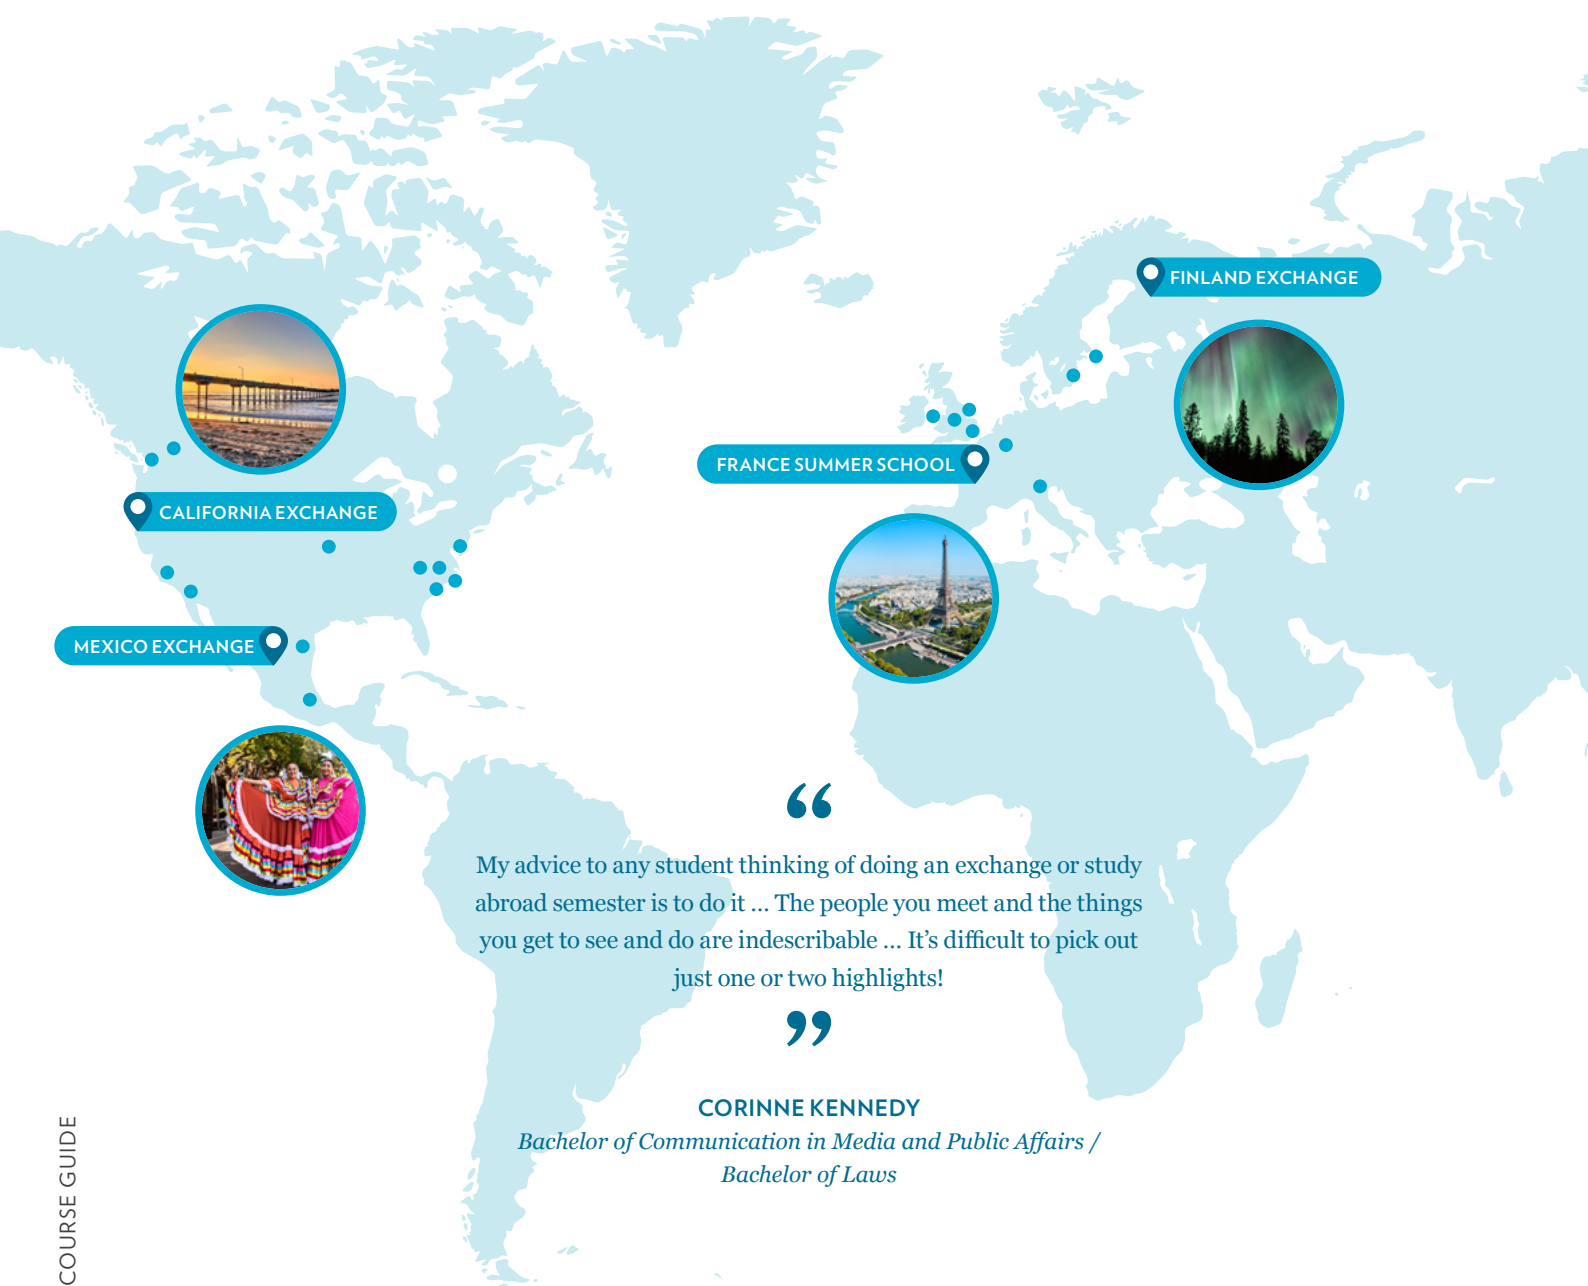 FINLAND EXCHANGE
FRANCE SUMMER SCHOOL
CALIFORNIA EXCHANGE
MEXICO EXCHANGE
“
My advice to any student thinking of doing an exchange or study
abroad semester is to do it ... The people you meet and the things
you get to see and do are indescribable ... It’s difficult to pick out
just one or two highlights!
”
CORINNE KENNEDY
Bachelor of Communication in Media and Public Affairs /
Bachelor of Laws
COURSE GUIDE